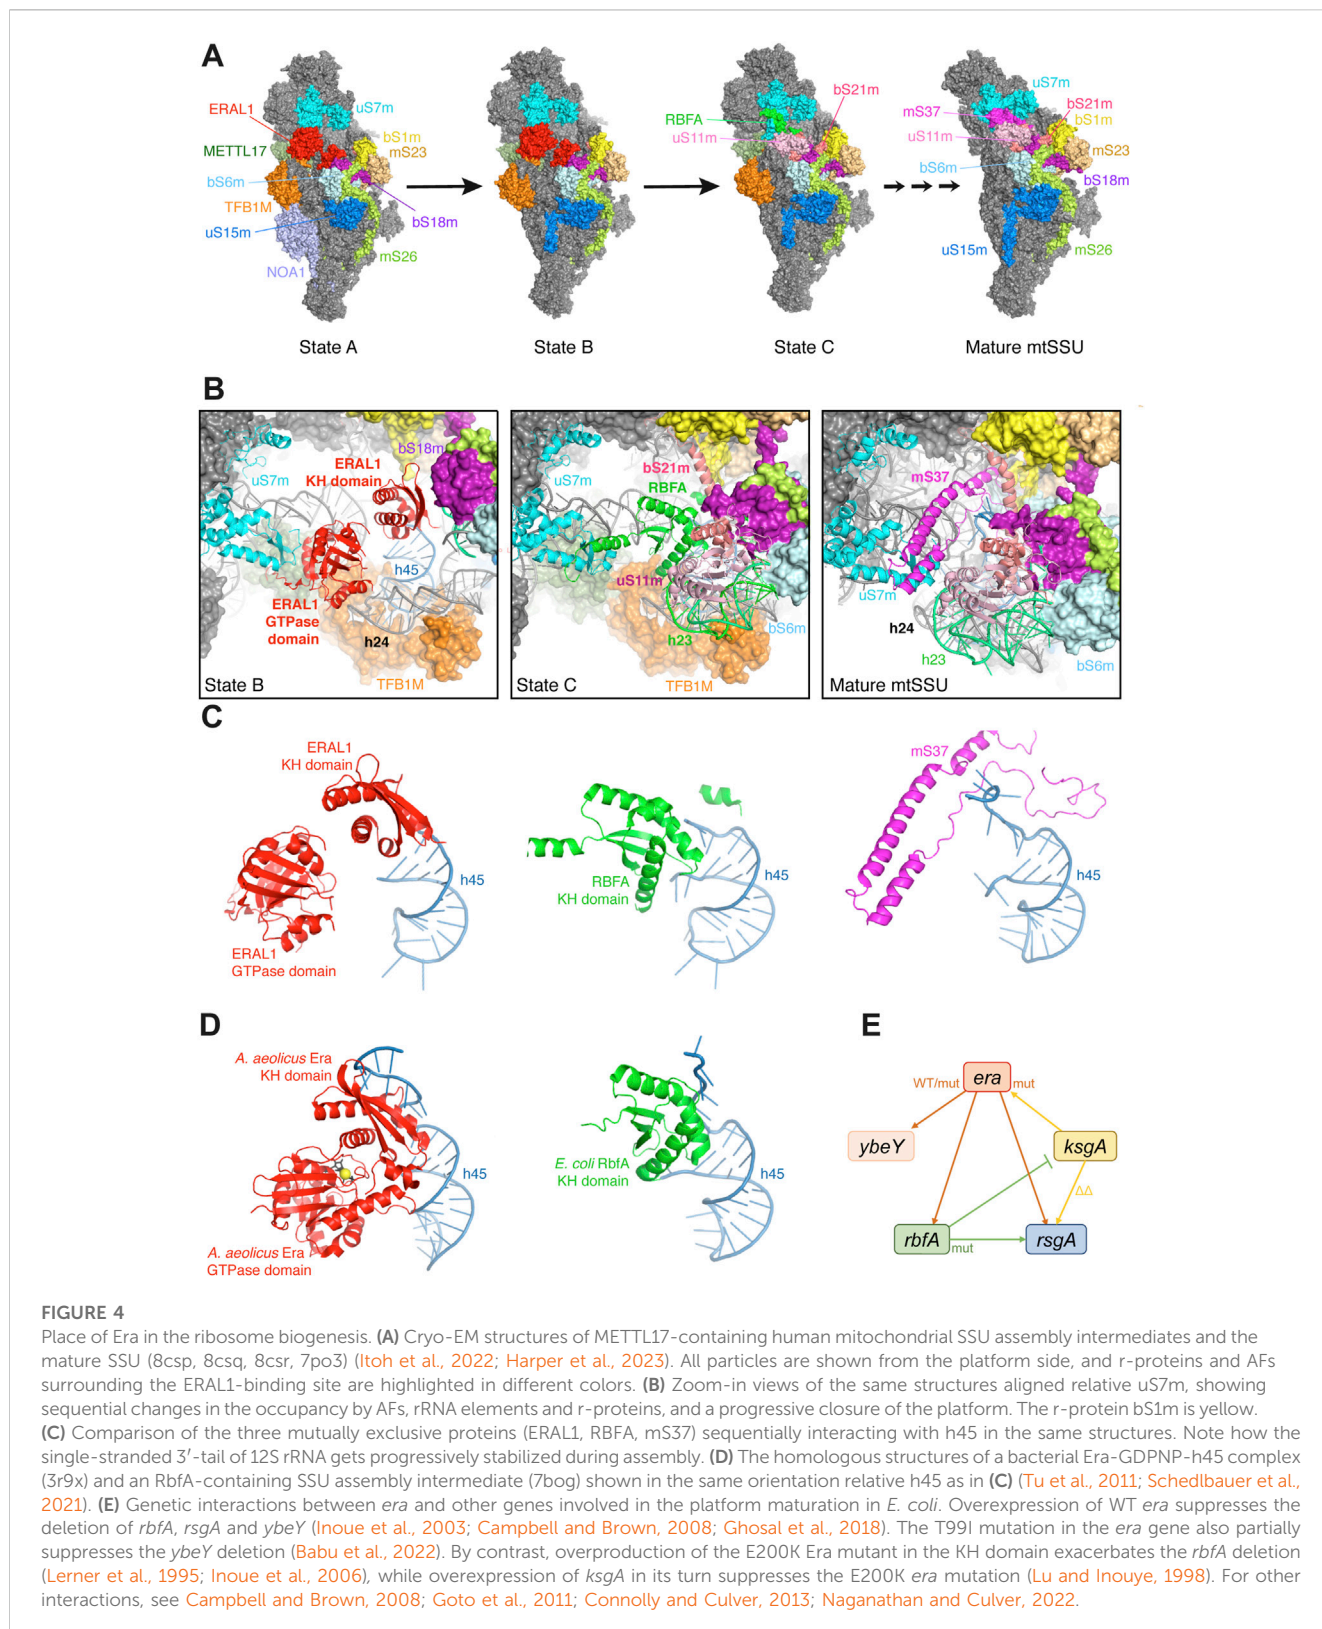 A
ERAL1
uS7m
METTL17
bS1m
mS23
bS6m
TFB1M
bS18m
uS15m
mS26
NOA1
State A
State B
bS21m
RBFA
uS11m
State C
uS7m
mS37
bS21m
bS1m
uS11m
bS6m
mS23
bS18m
uS15m
mS26
Mature mtSSU
B
uS7m
ERAL1
KH domain
bS18m
h45
ERAL1
GTPase
domain
h24
TFB1M
State B
uS7m
bS21m
RBFA
uS11m
h23
bS6m
TFB1M
State C
mS37
uS7m
h24
h23
bS6m
Mature mtSSU
C
ERAL1
KH domain
h45
ERAL1
GTPase domain
RBFA
KH domain
h45
mS37
h45
D
A. aeolicus Era
KH domain
h45
A. aeolicus Era
GTPase domain
E. coli RbfA
KH domain
h45
E
era
WT/mut
mut
ybeY
ksgA
ΔΔ
rbfA
mut
rsgA
FIGURE 4
Place of Era in the ribosome biogenesis. (A) Cryo-EM structures of METTL17-containing human mitochondrial SSU assembly intermediates and the
mature SSU (8csp, 8csq, 8csr, 7po3) (Itoh et al., 2022; Harper et al., 2023). All particles are shown from the platform side, and r-proteins and AFs
surrounding the ERAL1-binding site are highlighted in different colors. (B) Zoom-in views of the same structures aligned relative uS7m, showing
sequential changes in the occupancy by AFs, rRNA elements and r-proteins, and a progressive closure of the platform. The r-protein bS1m is yellow.
(C) Comparison of the three mutually exclusive proteins (ERAL1, RBFA, mS37) sequentially interacting with h45 in the same structures. Note how the
single-stranded 3′-tail of 12S rRNA gets progressively stabilized during assembly. (D) The homologous structures of a bacterial Era-GDPNP-h45 complex
(3r9x) and an RbfA-containing SSU assembly intermediate (7bog) shown in the same orientation relative h45 as in (C) (Tu et al., 2011; Schedlbauer et al.,
2021). (E) Genetic interactions between era and other genes involved in the platform maturation in E. coli. Overexpression of WT era suppresses the
deletion of rbfA, rsgA and ybeY (Inoue et al., 2003; Campbell and Brown, 2008; Ghosal et al., 2018). The T99I mutation in the era gene also partially
suppresses the ybeY deletion (Babu et al., 2022). By contrast, overproduction of the E200K Era mutant in the KH domain exacerbates the rbfA deletion
(Lerner et al., 1995; Inoue et al., 2006), while overexpression of ksgA in its turn suppresses the E200K era mutation (Lu and Inouye, 1998). For other
interactions, see Campbell and Brown, 2008; Goto et al., 2011; Connolly and Culver, 2013; Naganathan and Culver, 2022.